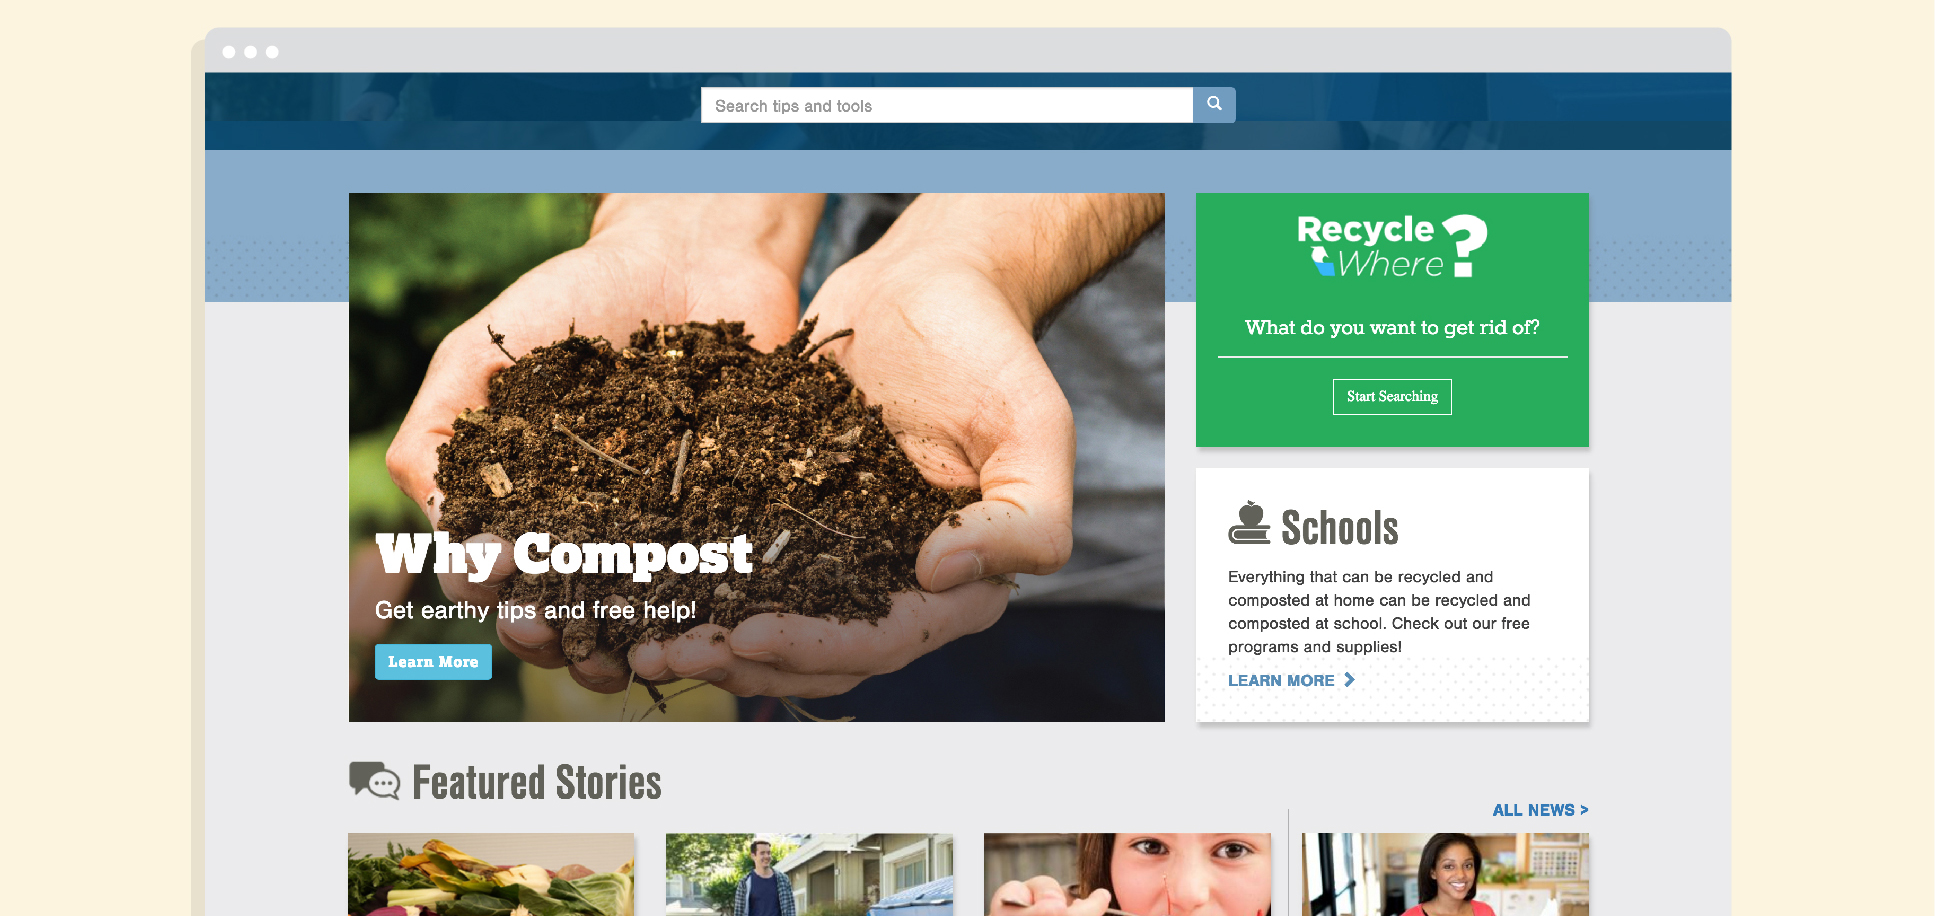 Search tips and tools
Why Compost
Get earthy tips and free help!
Learn More
Recycle
Where?
What do you want to get rid of?
Start Searching
Schools
Everything that can be recycled and
composted at home can be recycled and
composted at school. Check out our free
programs and supplies!
LEARN MORE
Featured Stories
ALL NEWS >